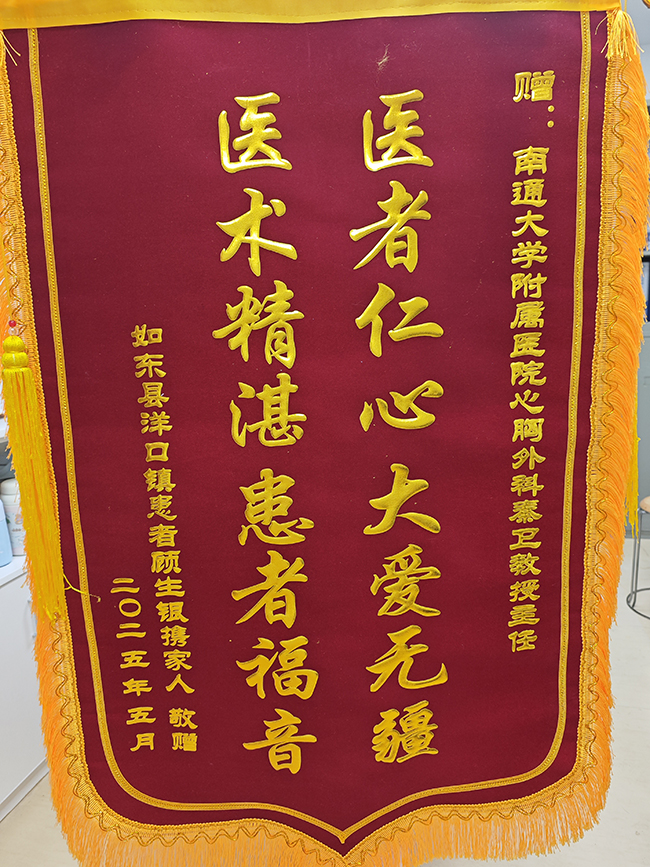 赠：南通大学附属医院心胸外科秦卫教授主任
医者仁心大爱无疆
医术精湛患者福音
如东县洋口镇患者顾生银携家人 敬赠
二〇二五年五月